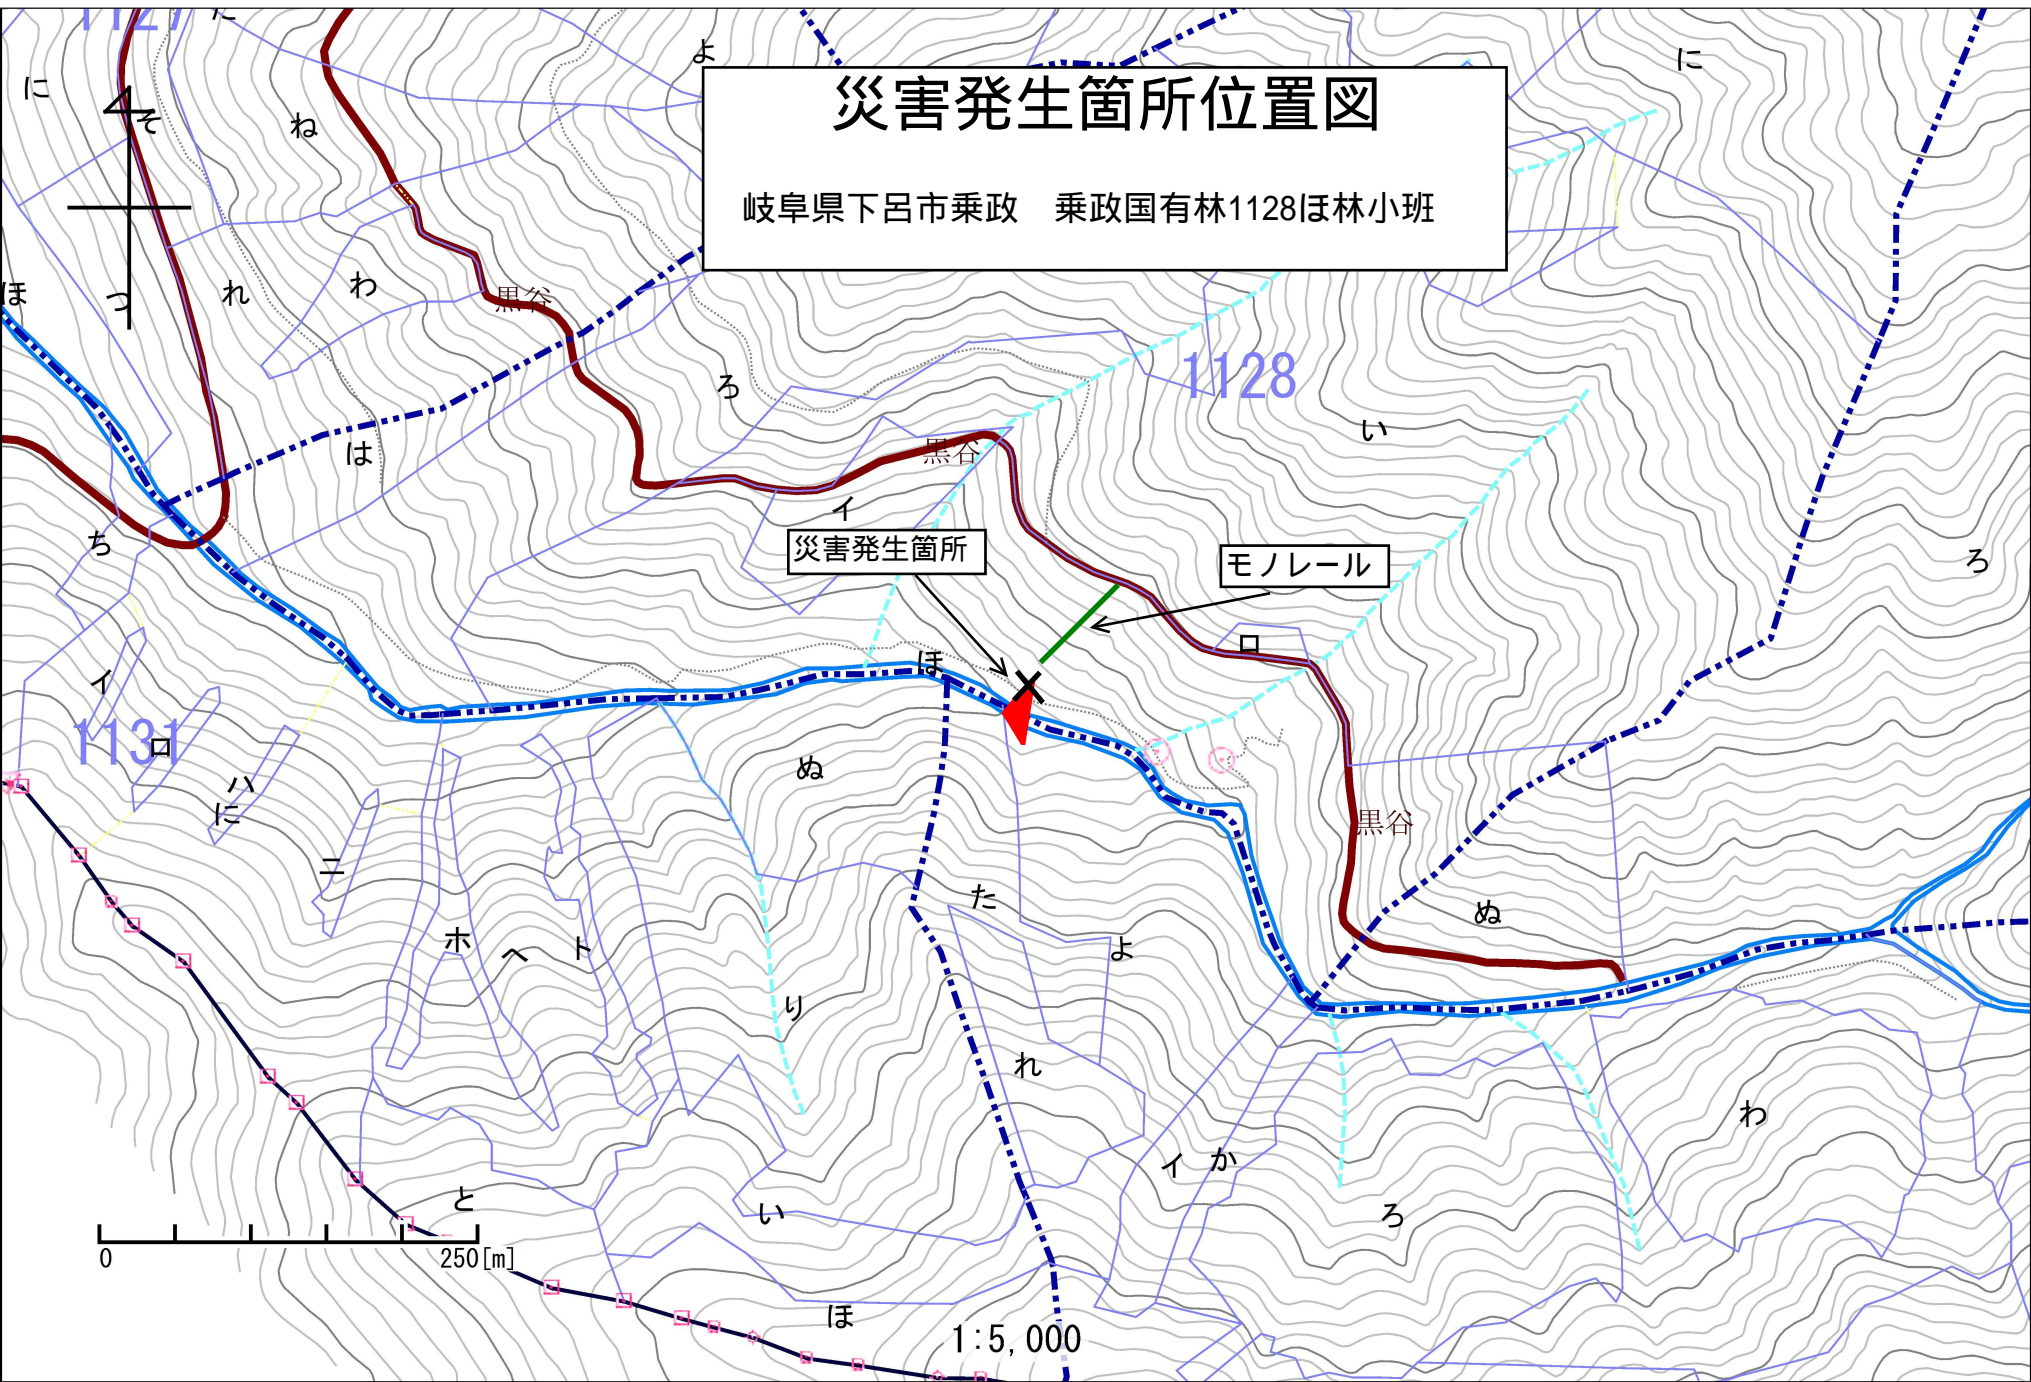 1127
た
よ
に
に
災害発生箇所位置図
そ
ね
岐阜県下呂市乗政　乗政国有林1128ほ林小班
ほ
つ
れ
わ
黒谷
1128
ろ
い
は
黒谷
イ
ち
災害発生箇所
モノレール
ろ
ロ
ほ
イ
1131
ロ
ぬ
ハ
に
黒谷
ニ
た
ぬ
ホ
ヘ
ト
よ
り
れ
わ
イ
か
と
い
ろ
0
250[m]
ほ
1:5,000